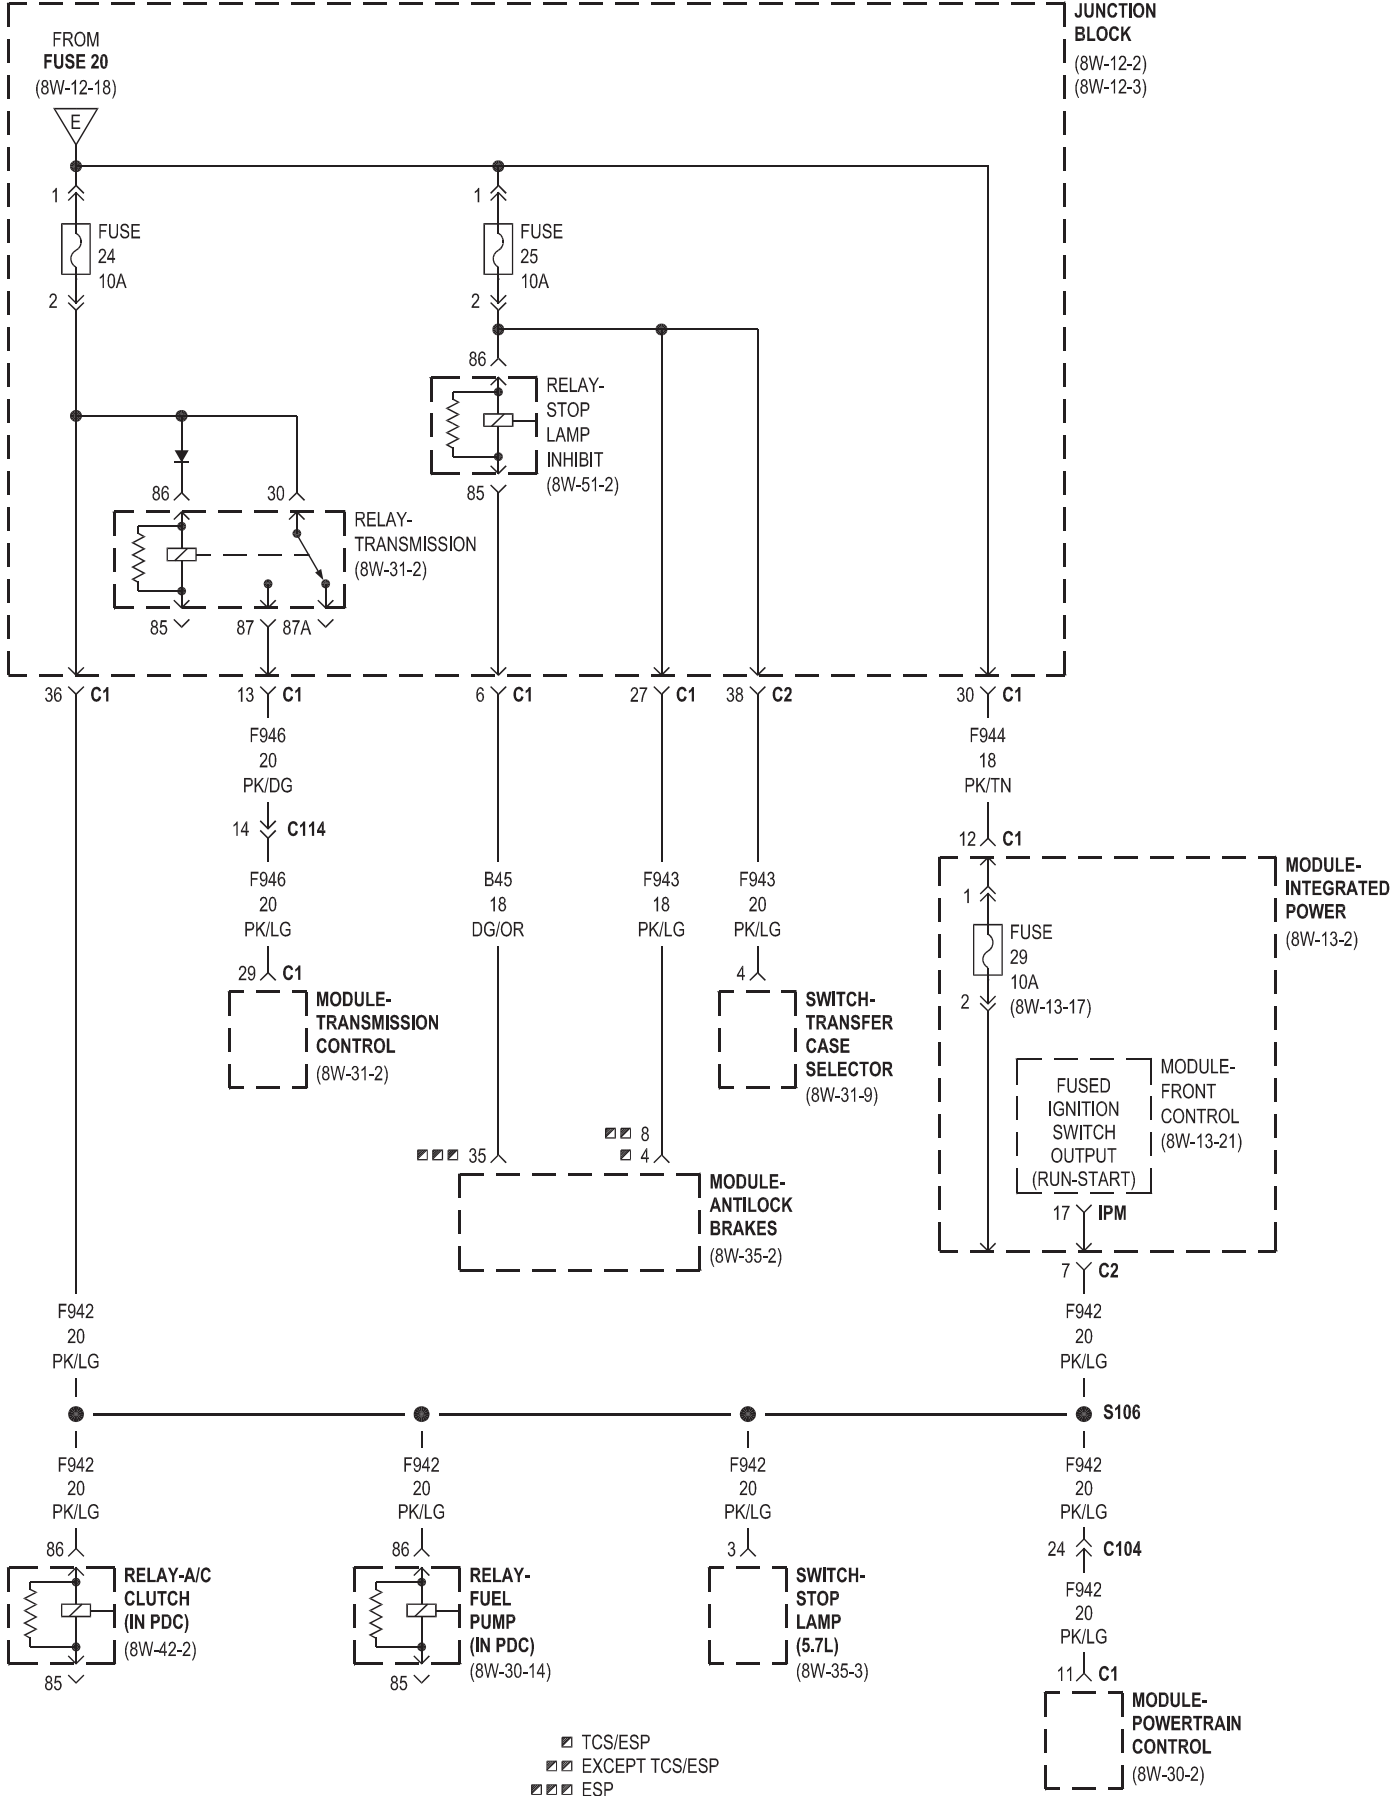 JUNCTION
BLOCK
(8W-12-2)
(8W-12-3)
FROM
FUSE 20
(8W-12-18)
E
1
FUSE
24
10A
2
1
FUSE
25
10A
2
86
RELAY-
STOP
LAMP
INHIBIT
(8W-51-2)
85
86
30
RELAY-
TRANSMISSION
(8W-31-2)
85
87
87A
36 C1
13 C1
6 C1
27 C1
38 C2
30 C1
F946
20
PK/DG
14 C114
F946
20
PK/LG
29 C1
MODULE-
TRANSMISSION
CONTROL
(8W-31-2)
B45
18
DG/OR
F943
18
PK/LG
F943
20
PK/LG
4
SWITCH-
TRANSFER
CASE
SELECTOR
(8W-31-9)
35
8
4
MODULE-
ANTILOCK
BRAKES
(8W-35-2)
F944
18
PK/TN
12 C1
MODULE-
INTEGRATED
POWER
(8W-13-2)
1
FUSE
29
10A
(8W-13-17)
2
FUSED
IGNITION
SWITCH
OUTPUT
(RUN-START)
MODULE-
FRONT
CONTROL
(8W-13-21)
17 IPM
7 C2
F942
20
PK/LG
F942
20
PK/LG
S106
F942
20
PK/LG
F942
20
PK/LG
F942
20
PK/LG
F942
20
PK/LG
86
RELAY-A/C
CLUTCH
(IN PDC)
(8W-42-2)
85
86
RELAY-
FUEL
PUMP
(IN PDC)
(8W-30-14)
85
3
SWITCH-
STOP
LAMP
(5.7L)
(8W-35-3)
24 C104
F942
20
PK/LG
11 C1
MODULE-
POWERTRAIN
CONTROL
(8W-30-2)
TCS/ESP
EXCEPT TCS/ESP
ESP